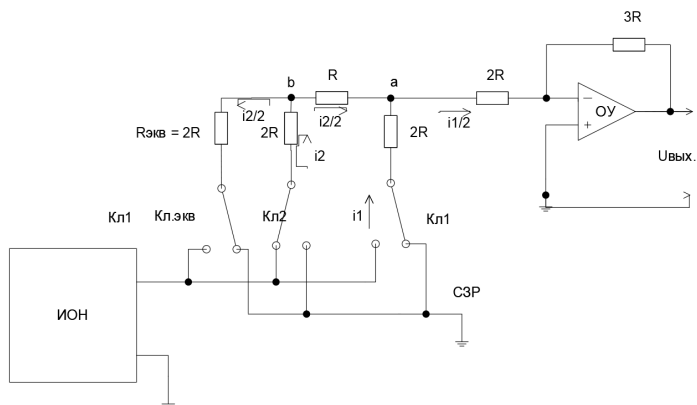 3R
b
R
a
2R
ОУ
−
+
i2/2
i2/2
i1/2
Rэкв = 2R
2R
2R
i2
Uвых.
Кл1
Кл.экв
Кл2
i1
Кл1
СЗР
ИОН